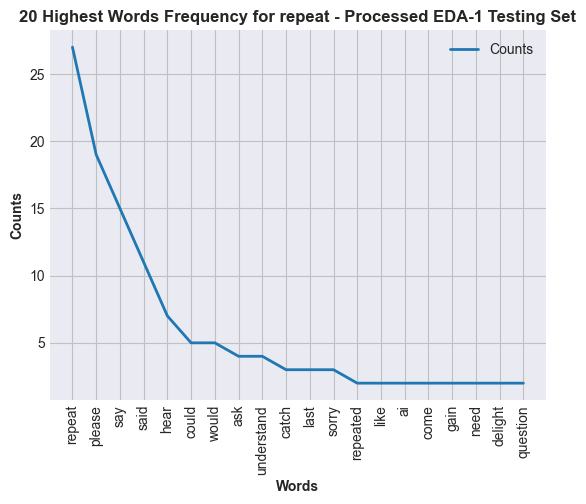 20 Highest Words Frequency for repeat - Processed EDA-1 Testing Set
Counts
25
20
15
10
5
Counts
repeat
please
say
said
hear
could
would
ask
understand
catch
last
sorry
repeated
like
ai
come
gain
need
delight
question
Words